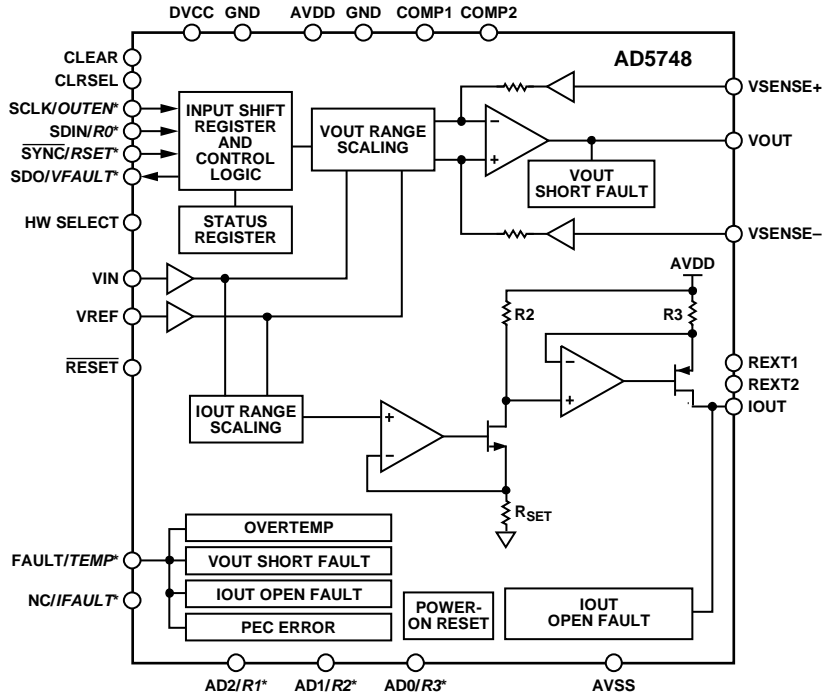 DVCC GND AVDD GND COMP1 COMP2
AD5748
CLEAR
CLRSEL
SCLK/OUTEN*
SDIN/R0*
SYNC/RSET*
SDO/VFAULT*
HW SELECT
VIN
VREF
RESET
INPUT SHIFT
REGISTER
AND
CONTROL
LOGIC
STATUS
REGISTER
VOUT RANGE
SCALING
−
+
VOUT
SHORT FAULT
VSENSE+
VOUT
VSENSE–
AVDD
R2
R3
−
+
REXT1
REXT2
IOUT
IOUT RANGE
SCALING
+
−
RSET
FAULT/TEMP*
NC/IFAULT*
OVERTEMP
VOUT SHORT FAULT
IOUT OPEN FAULT
PEC ERROR
POWER-
ON RESET
IOUT
OPEN FAULT
AD2/R1* AD1/R2* AD0/R3* AVSS